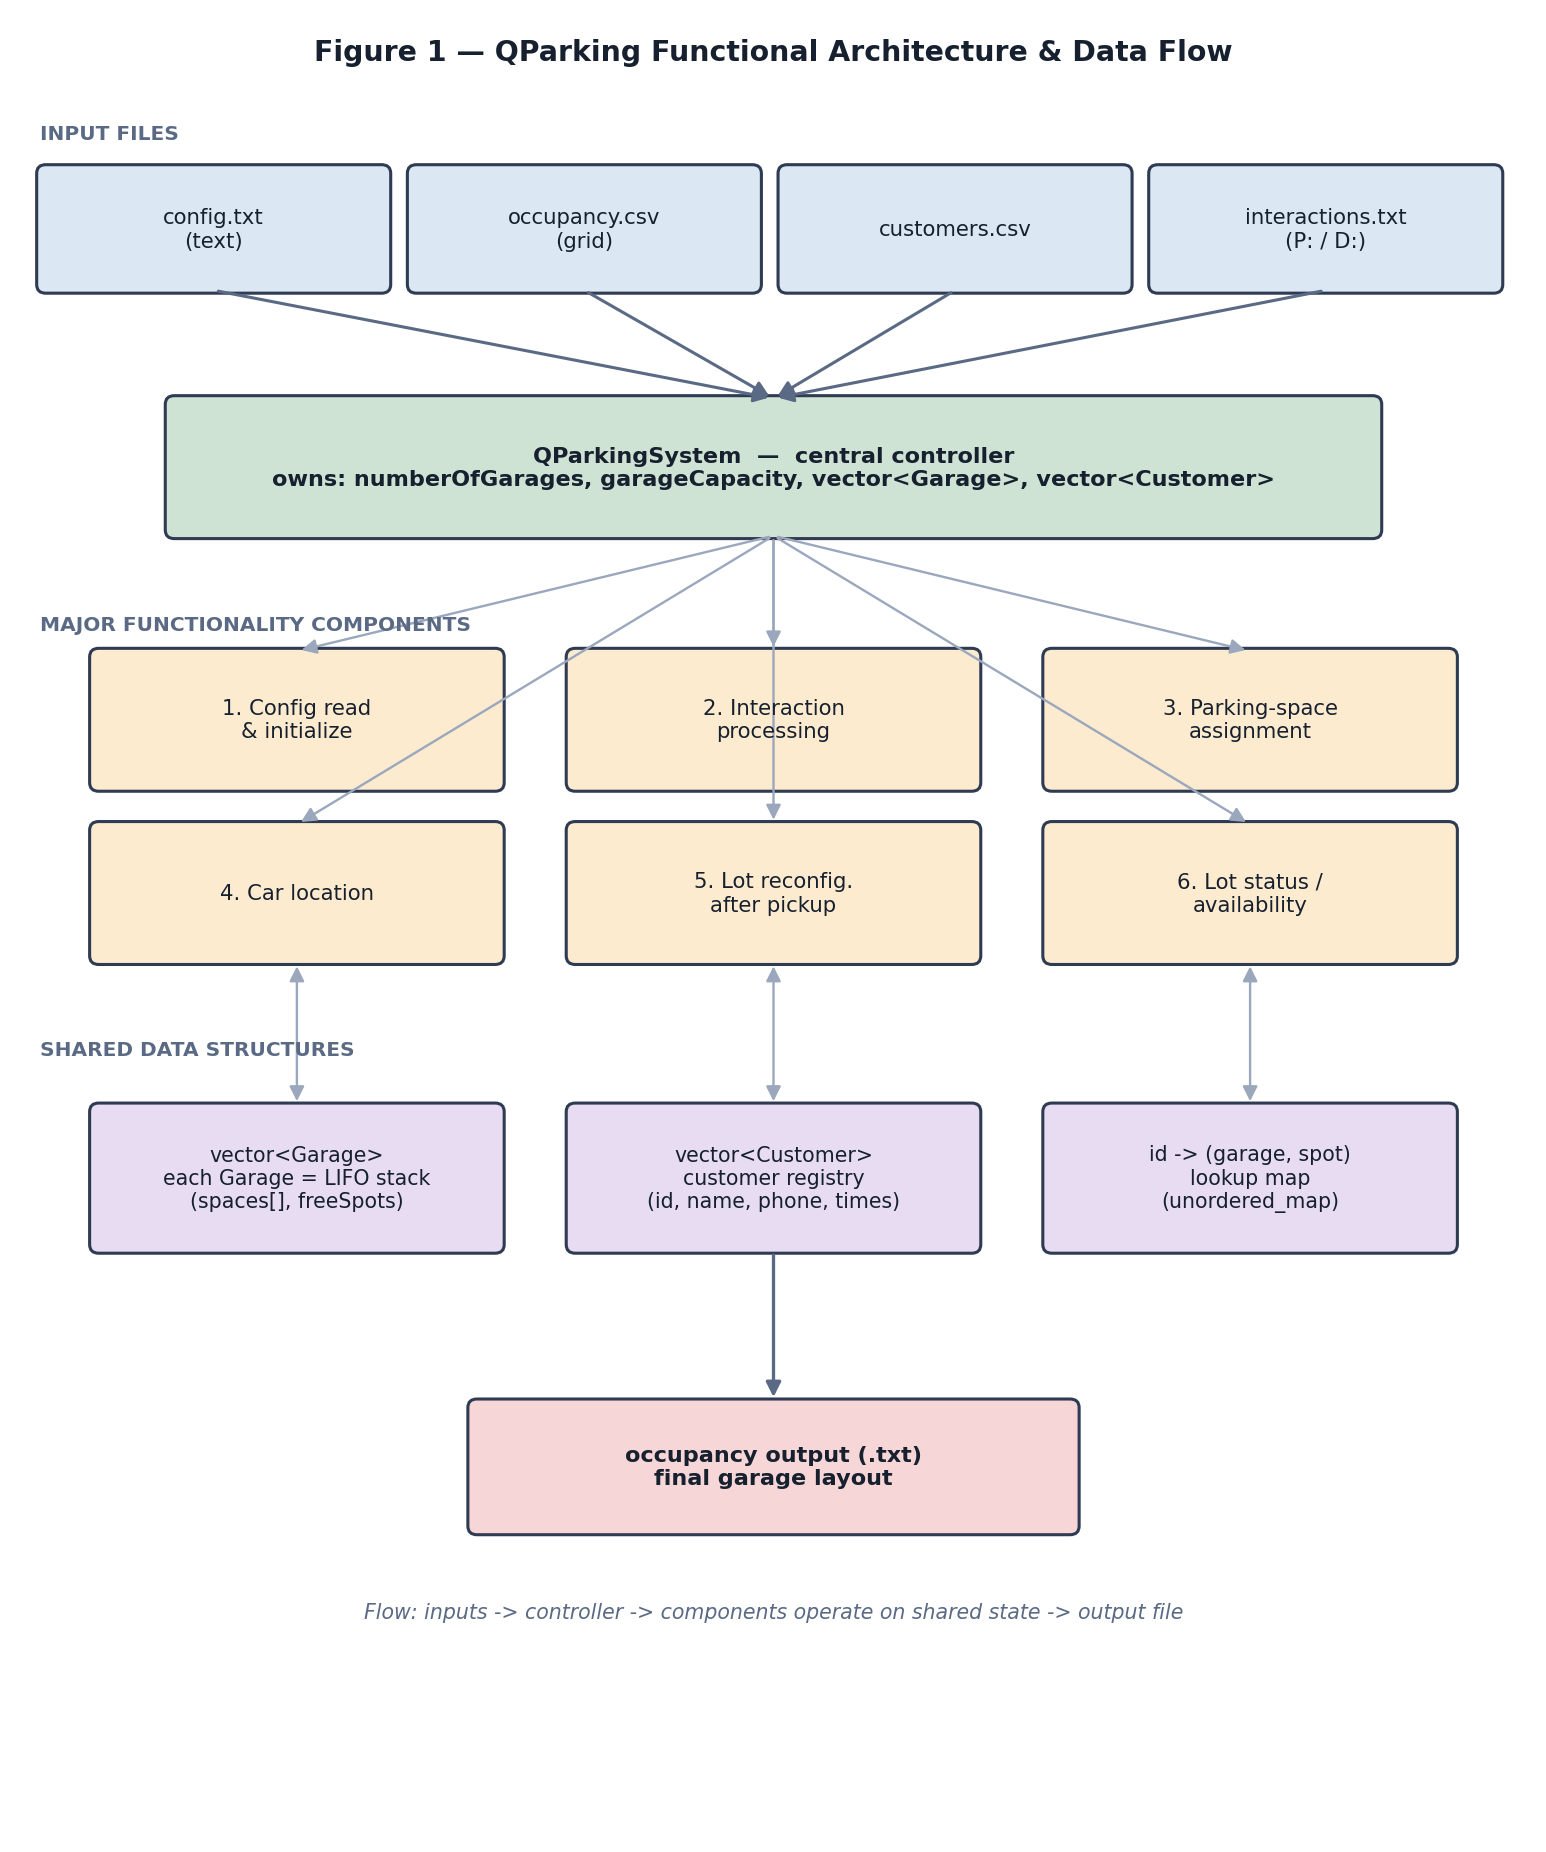 Figure 1 — QParking Functional Architecture & Data Flow
INPUT FILES
config.txt
(text)
occupancy.csv
(grid)
customers.csv
interactions.txt
(P: / D:)
QParkingSystem  —  central controller
owns: numberOfGarages, garageCapacity, vector<Garage>, vector<Customer>
MAJOR FUNCTIONALITY COMPONENTS
1. Config read
& initialize
2. Interaction
processing
3. Parking-space
assignment
4. Car location
5. Lot reconfig.
after pickup
6. Lot status /
availability
SHARED DATA STRUCTURES
vector<Garage>
each Garage = LIFO stack
(spaces[], freeSpots)
vector<Customer>
customer registry
(id, name, phone, times)
id -> (garage, spot)
lookup map
(unordered_map)
occupancy output (.txt)
final garage layout
Flow: inputs -> controller -> components operate on shared state -> output file